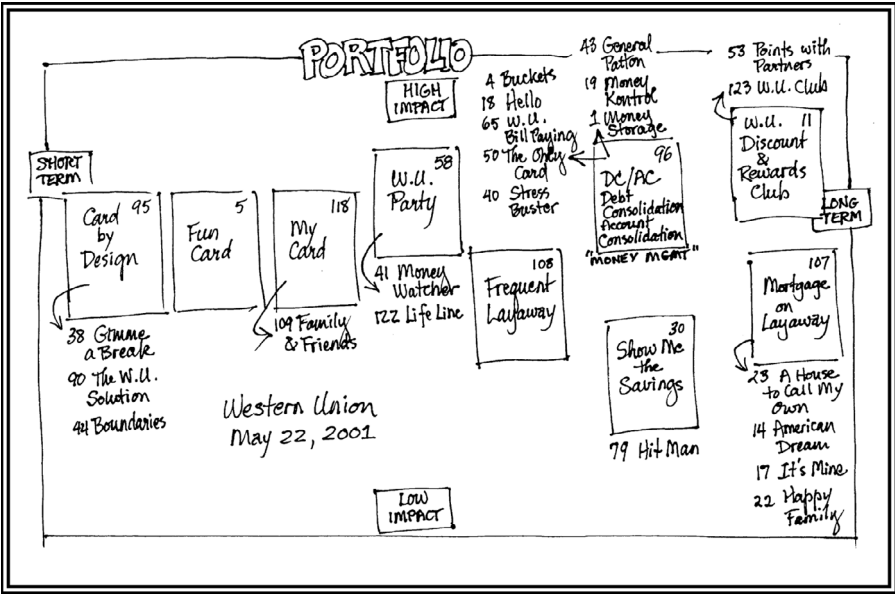 PORTFOLIO
HIGH
IMPACT
SHORT
TERM
95
Card
by
Design
38 Gimme
a Break
90 The W.U.
Solution
44 Boundaries
5
Fun
Card
118
My
Card
109 Family
& Friends
58
W.U.
Party
41 Money
Watcher
122 Life Line
108
Frequent
Layaway
4 Buckets
18 Hello
65 W.U.
Bill Paying
50 The Only
Card
40 Stress
Buster
43 General
Patton
19 Money
Kontrol
1 Money
Storage
96
DC/AC
Debt
Consolidation
Account
Consolidation
"MONEY MGMT"
30
Show Me
the
Savings
79 Hit Man
53 Points with
Partners
123 W.U. Club
W.U. 11
Discount
&
Rewards
Club
LONG
TERM
107
Mortgage
on
Layaway
23 A House
to Call My
Own
14 American
Dream
17 It's Mine
22 Happy
Family
Western Union
May 22, 2001
LOW
IMPACT